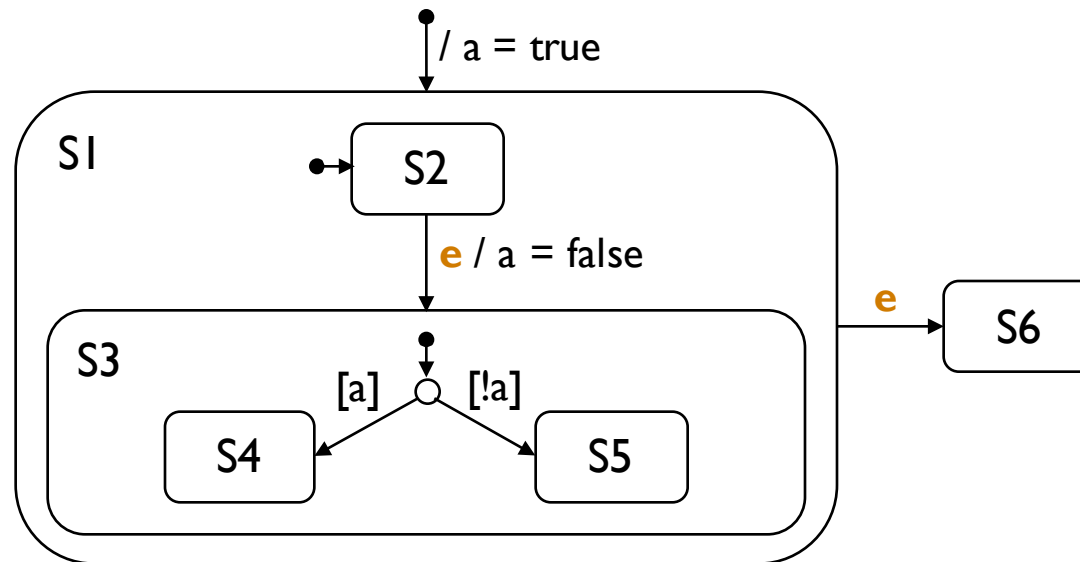 / a = true
S1
S2
e / a = false
e
S6
S3
[a]
[!a]
S4
S5